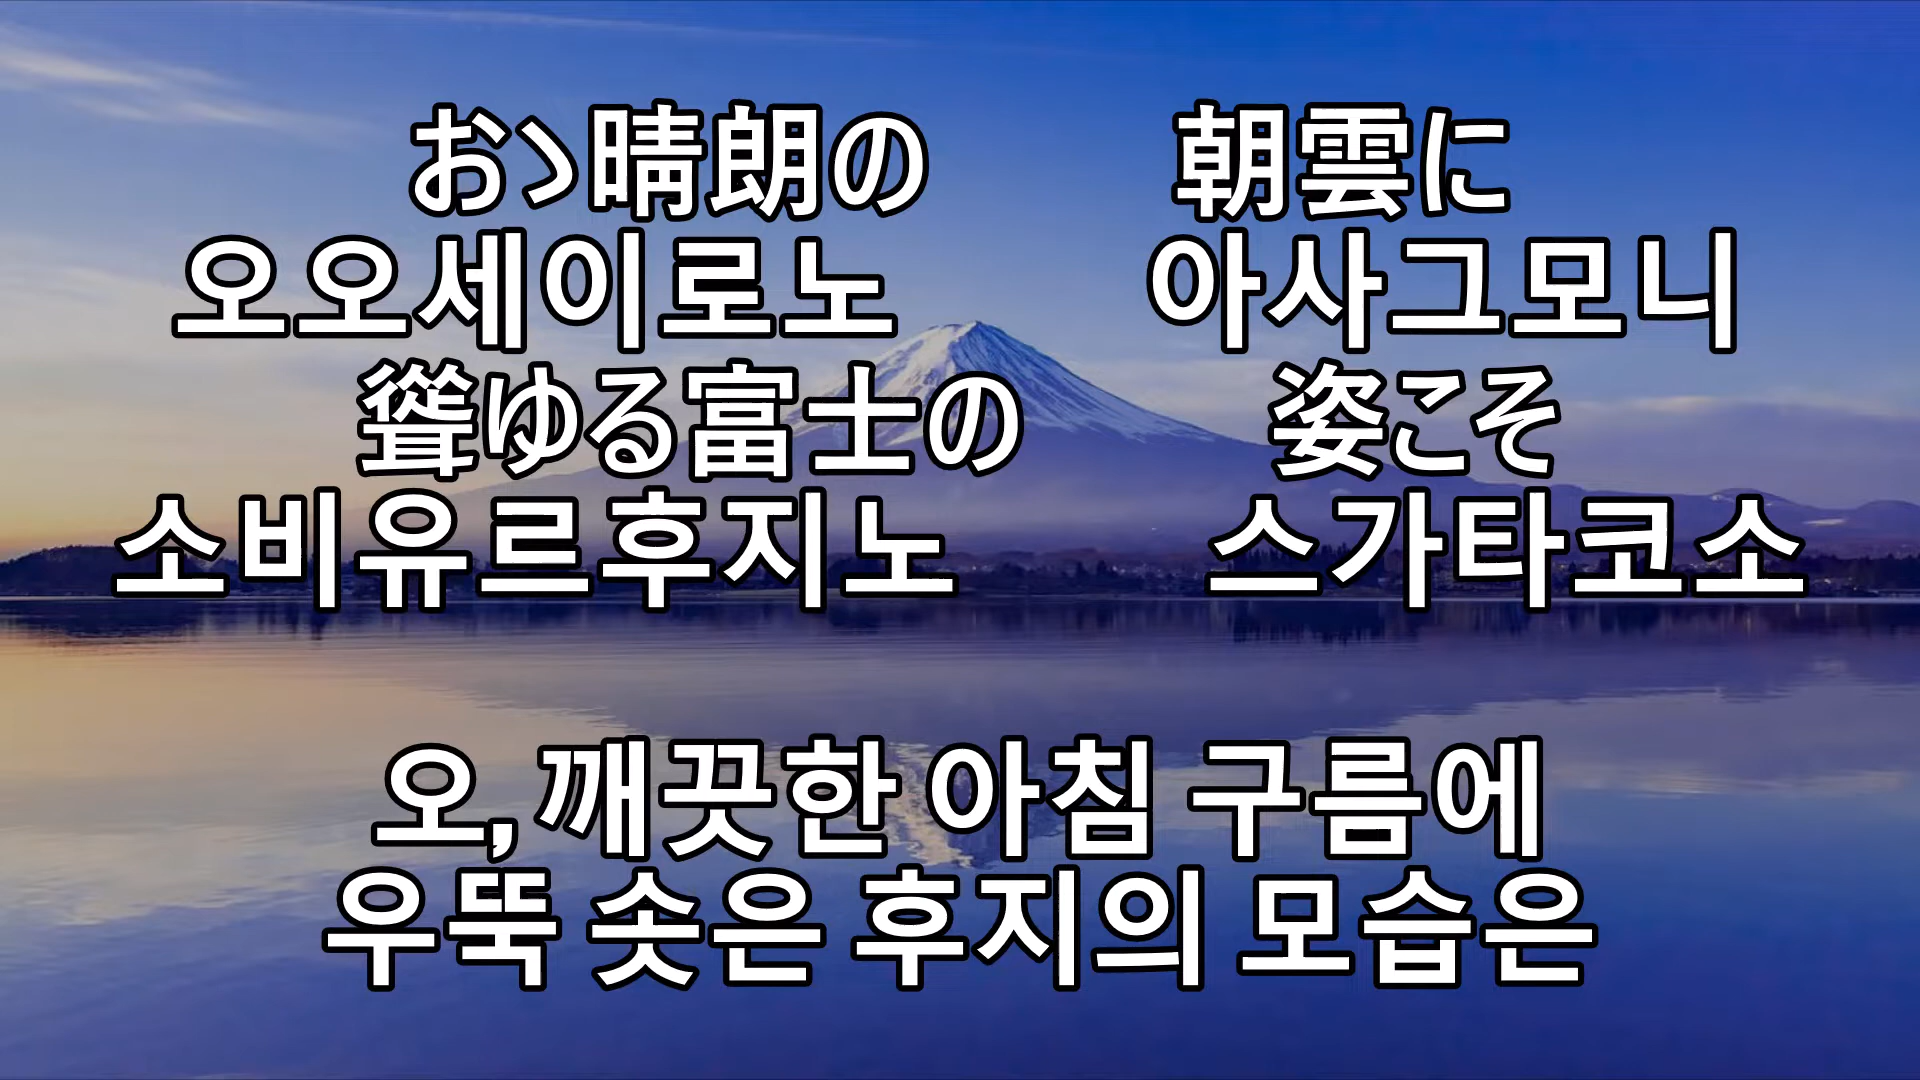 おゝ晴朗の 朝雲に
오오세이로노 아사그모니
聳ゆる富士の 姿こそ
소비유르후지노 스가타코소
오, 깨끗한 아침 구름에
우뚝 솟은 후지의 모습은